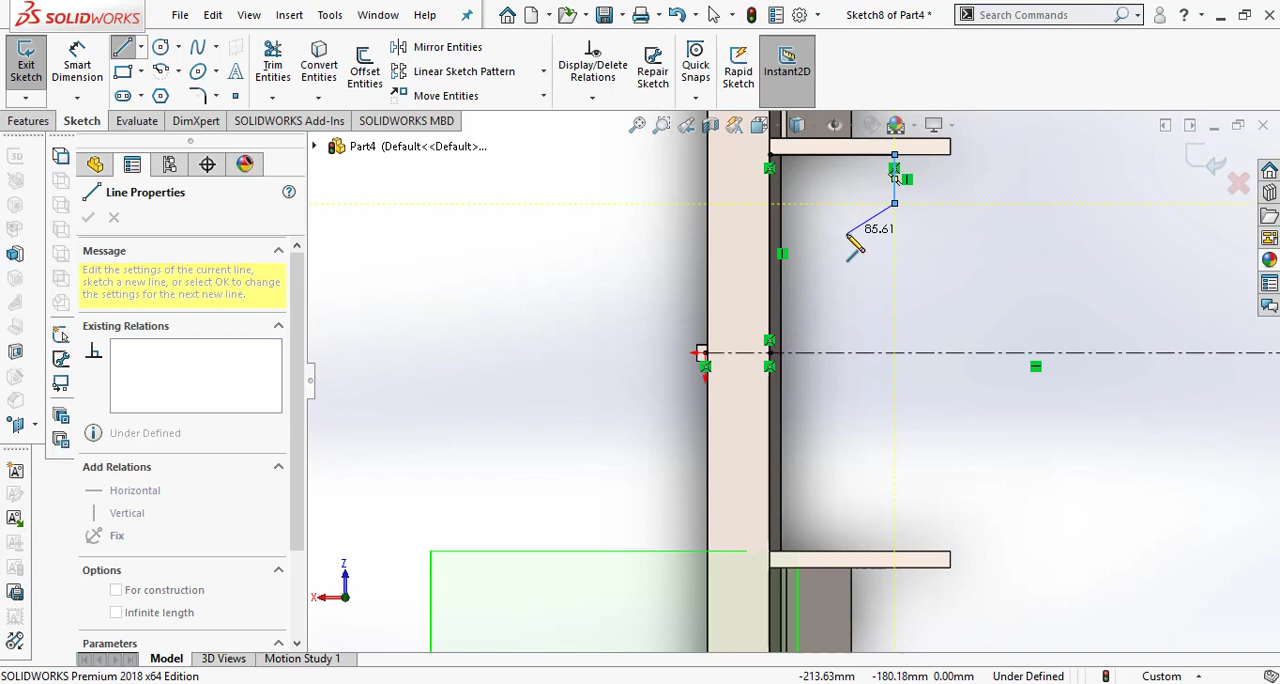 SOLIDWORKS File Edit View Insert Tools Window Help Sketch8 of Part4 * Search Commands ?
Exit Sketch
Smart Dimension
Trim Entities
Convert Entities
Offset Entities
Mirror Entities
Linear Sketch Pattern
Move Entities
Display/Delete Relations
Repair Sketch
Quick Snaps
Rapid Sketch
Instant2D
Features Sketch Evaluate DimXpert SOLIDWORKS Add-Ins SOLIDWORKS MBD
Part4 (Default<<Default>...
Line Properties
Message
Edit the settings of the current line,
sketch a new line, or select OK to change
the settings for the next new line.
Existing Relations
Under Defined
Add Relations
Horizontal
Vertical
Fix
Options
For construction
Infinite length
Parameters
85.61
Z
X
Model 3D Views Motion Study 1
SOLIDWORKS Premium 2018 x64 Edition -213.63mm -180.18mm 0.00mm Under Defined Custom